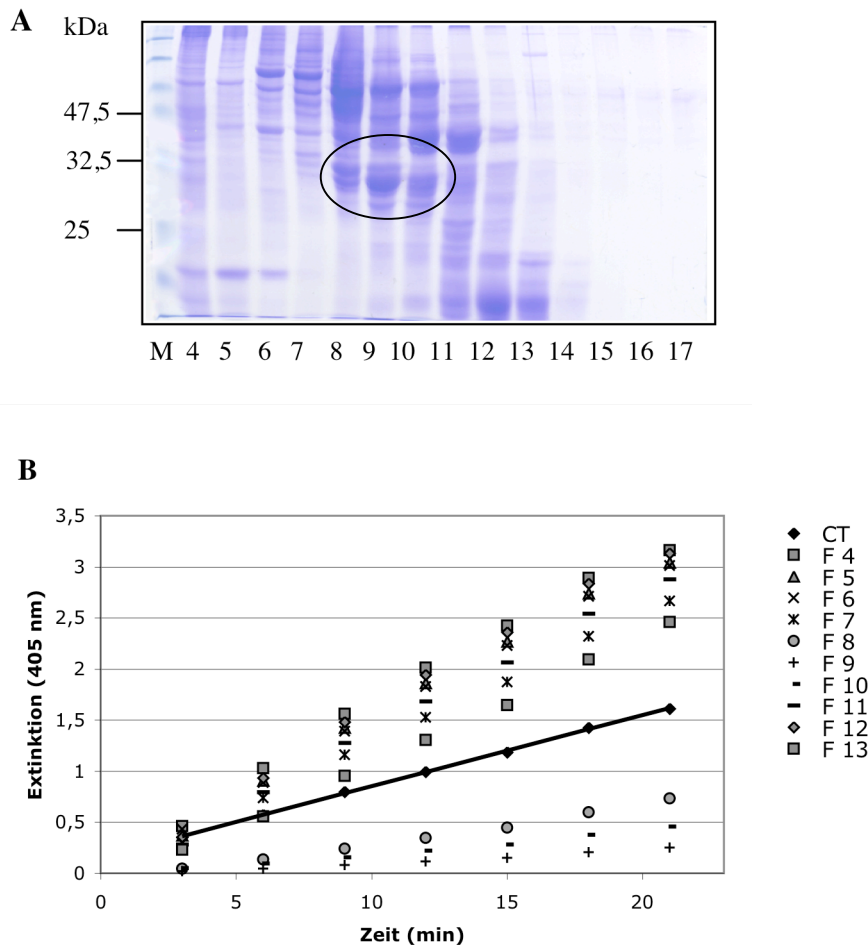 A
kDa
47,5
32,5
25
M 4 5 6 7 8 9 10 11 12 13 14 15 16 17
B
3,5
3
2,5
2
1,5
1
0,5
0
0 5 10 15 20
Extinktion (405 nm)
Zeit (min)
CT
F 4
F 5
F 6
F 7
F 8
F 9
F 10
F 11
F 12
F 13